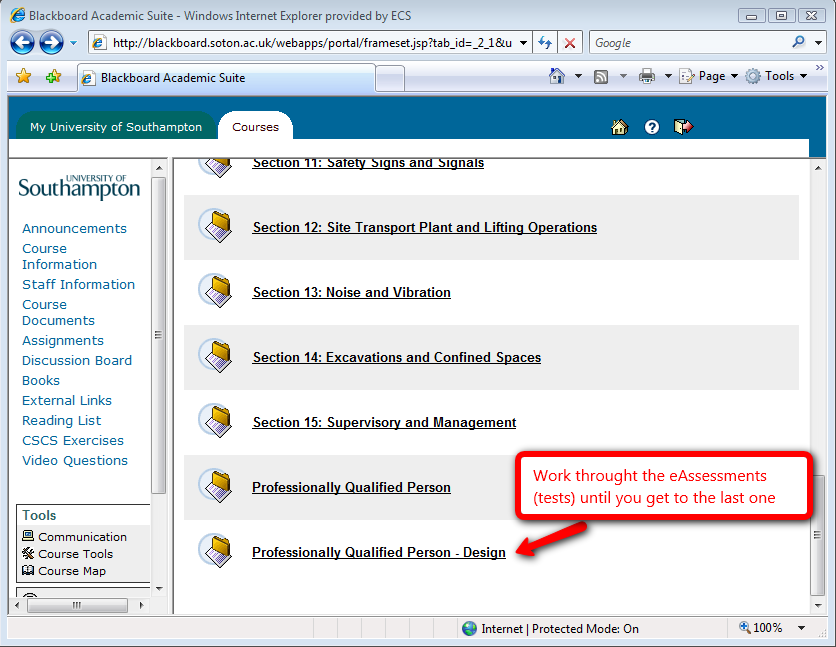 Blackboard Academic Suite - Windows Internet Explorer provided by ECS
http://blackboard.soton.ac.uk/webapps/portal/frameset.jsp?tab_id=_2_1&u
Google
Blackboard Academic Suite
Page
Tools
My University of Southampton
Courses
UNIVERSITY OF
Southampton
Announcements
Course
Information
Staff Information
Course
Documents
Assignments
Discussion Board
Books
External Links
Reading List
CSCS Exercises
Video Questions
Tools
Communication
Course Tools
Course Map
Section 11: Safety Signs and Signals
Section 12: Site Transport Plant and Lifting Operations
Section 13: Noise and Vibration
Section 14: Excavations and Confined Spaces
Section 15: Supervisory and Management
Professionally Qualified Person
Professionally Qualified Person - Design
Work throught the eAssessments
(tests) until you get to the last one
Internet | Protected Mode: On
100%